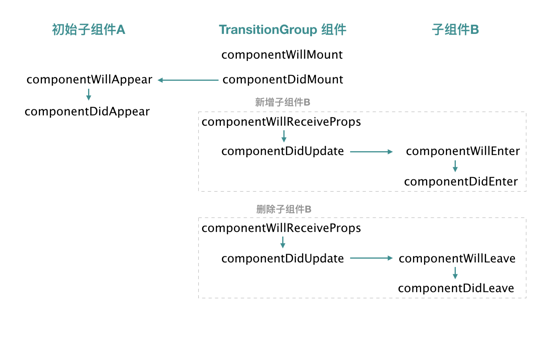 初始子组件A
TransitionGroup 组件
子组件B
componentWillMount
componentWillAppear
componentDidMount
componentDidAppear
新增子组件B
componentWillReceiveProps
componentDidUpdate
componentWillEnter
componentDidEnter
删除子组件B
componentWillReceiveProps
componentDidUpdate
componentWillLeave
componentDidLeave